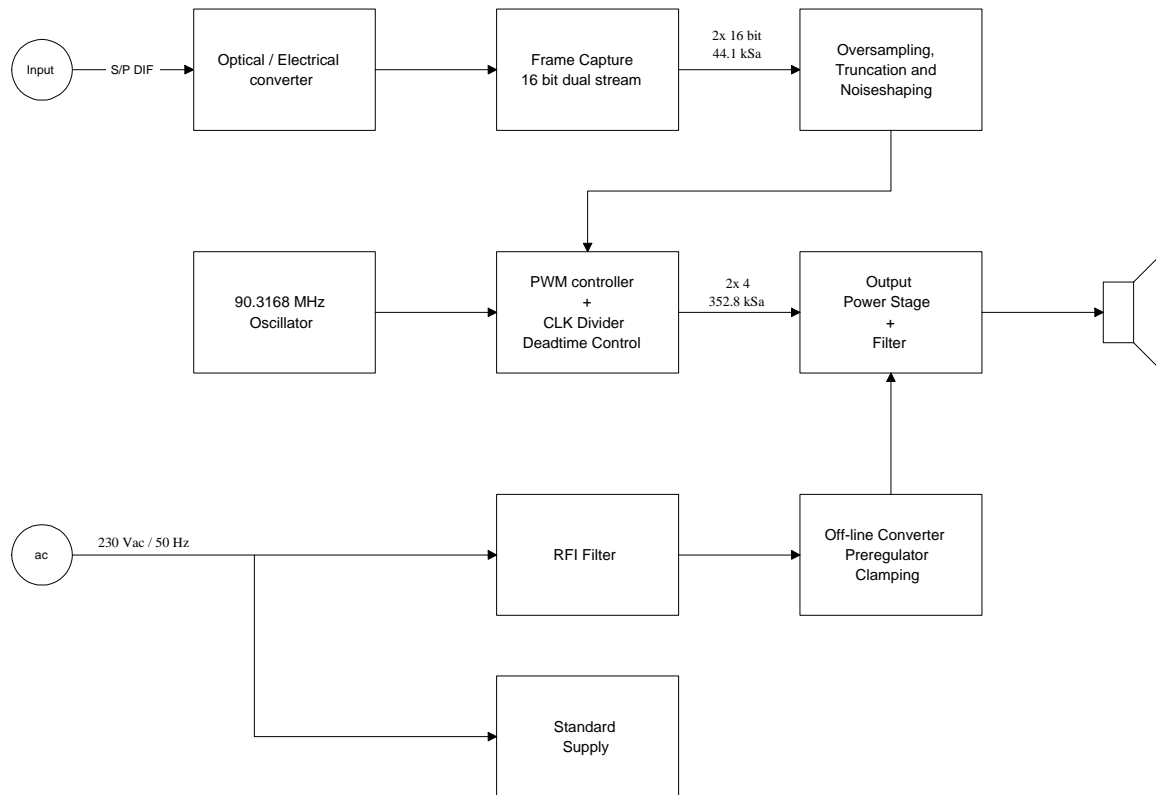 Input
S/P DIF
Optical / Electrical
converter
Frame Capture
16 bit dual stream
2x 16 bit
44.1 kSa
Oversampling,
Truncation and
Noiseshaping
90.3168 MHz
Oscillator
PWM controller
+
CLK Divider
Deadtime Control
2x 4
352.8 kSa
Output
Power Stage
+
Filter
ac
230 Vac / 50 Hz
RFI Filter
Off-line Converter
Preregulator
Clamping
Standard
Supply